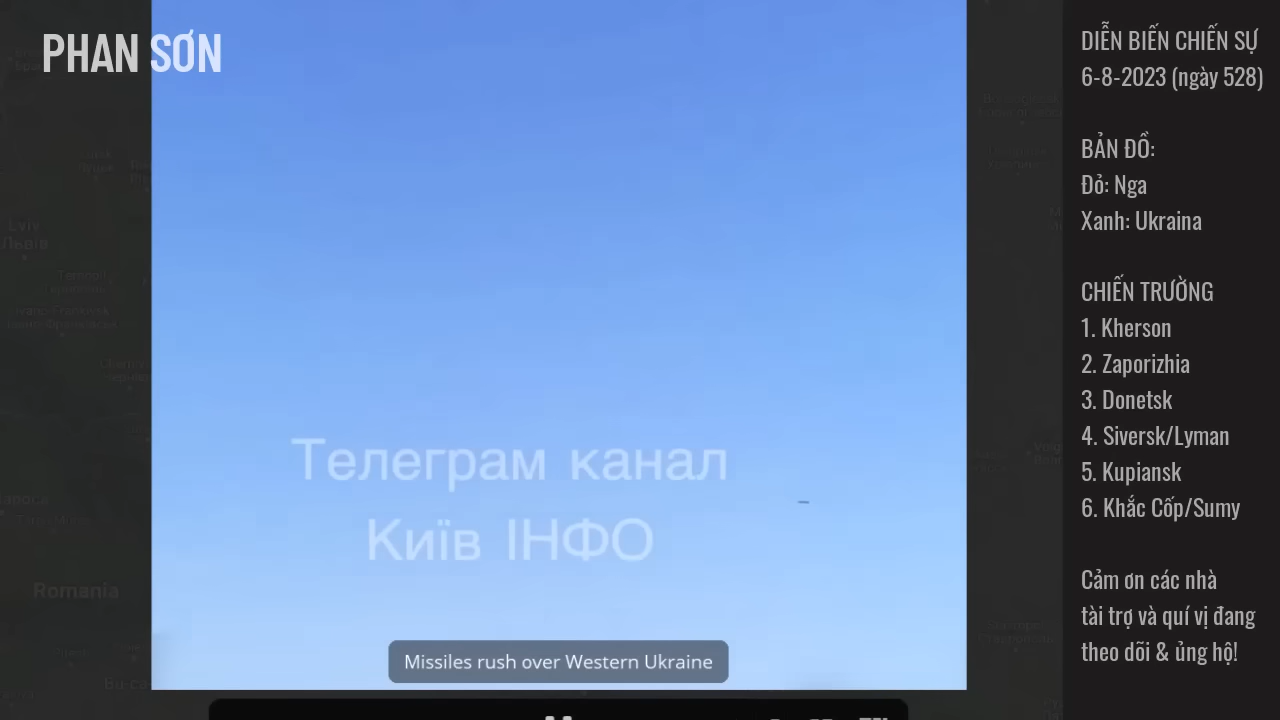 PHAN SƠN
DIỄN BIẾN CHIẾN SỰ
6-8-2023 (ngày 528)
BẢN ĐỒ:
Đỏ: Nga
Xanh: Ukraina
CHIẾN TRƯỜNG
1. Kherson
2. Zaporizhia
3. Donetsk
4. Siversk/Lyman
5. Kupiansk
6. Khắc Cốp/Sumy
Cảm ơn các nhà
tài trợ và quí vị đang
theo dõi & ủng hộ!
Телеграм канал
Київ ІНФО
Missiles rush over Western Ukraine
Lviv
Львів
Romania